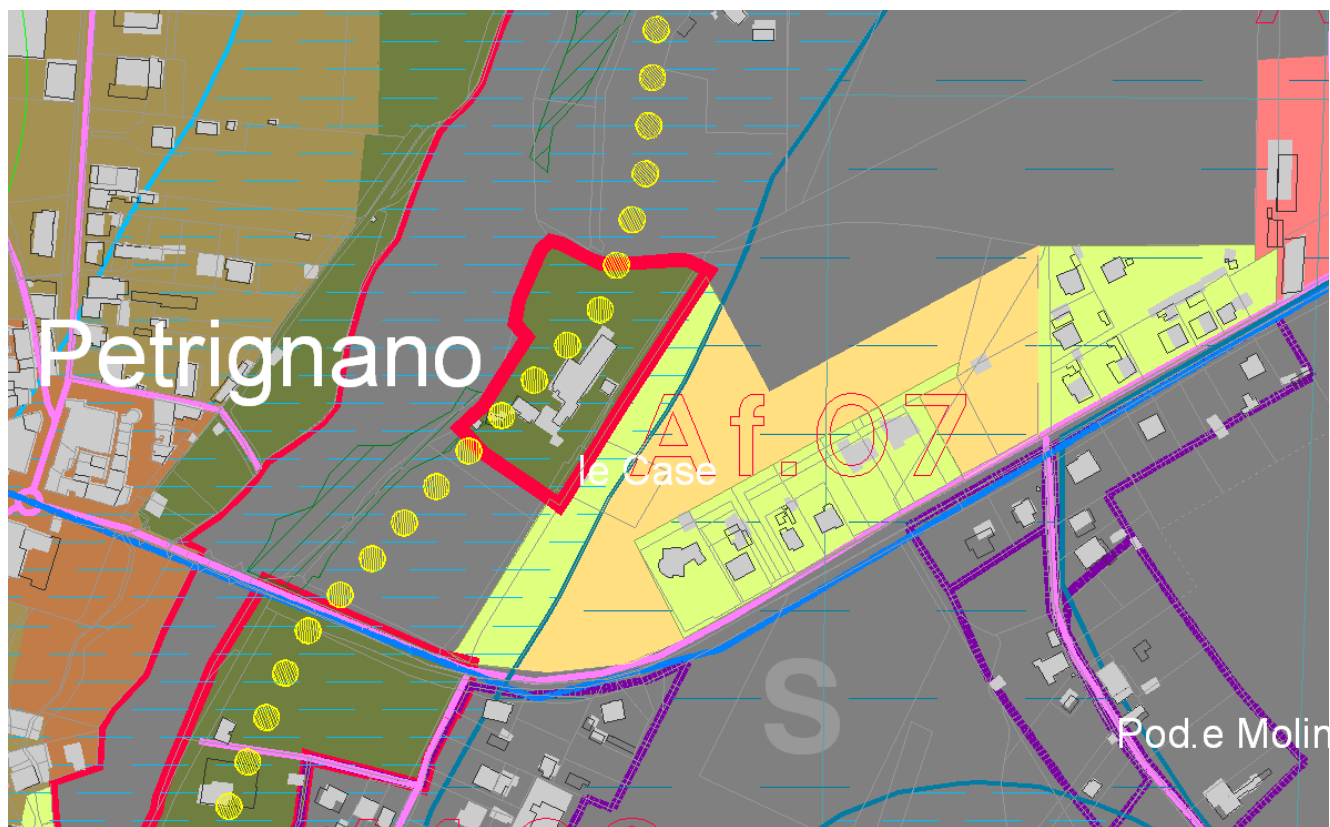 Petrignano
Af.07
le Case
S
Pod.e Molin